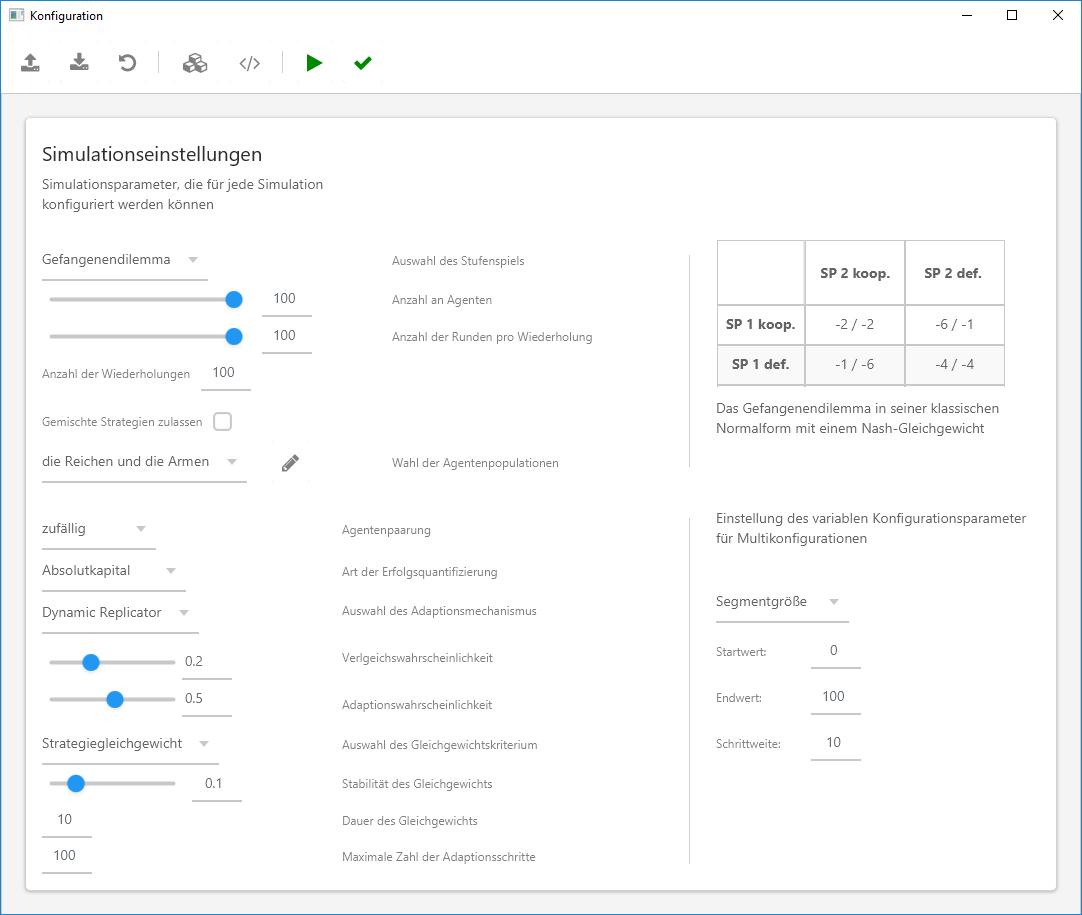 Konfiguration
</>
Simulationseinstellungen
Simulationsparameter, die für jede Simulation
konfiguriert werden können
Gefangenendilemma
Auswahl des Stufenspiels
100
Anzahl an Agenten
100
Anzahl der Runden pro Wiederholung
Anzahl der Wiederholungen 100
Gemischte Strategien zulassen
die Reichen und die Armen
Wahl der Agentenpopulationen
SP 2 koop. SP 2 def.
SP 1 koop. -2 / -2 -6 / -1
SP 1 def. -1 / -6 -4 / -4
Das Gefangenendilemma in seiner klassischen
Normalform mit einem Nash-Gleichgewicht
zufällig
Agentenpaarung
Absolutkapital
Art der Erfolgsquantifizierung
Dynamic Replicator
Auswahl des Adaptionsmechanismus
0.2
Verlgeichswahrscheinlichkeit
0.5
Adaptionswahrscheinlichkeit
Strategiegleichgewicht
Auswahl des Gleichgewichtskriterium
0.1
Stabilität des Gleichgewichts
10
Dauer des Gleichgewichts
100
Maximale Zahl der Adaptionsschritte
Einstellung des variablen Konfigurationsparameter
für Multikonfigurationen
Segmentgröße
Startwert: 0
Endwert: 100
Schrittweite: 10